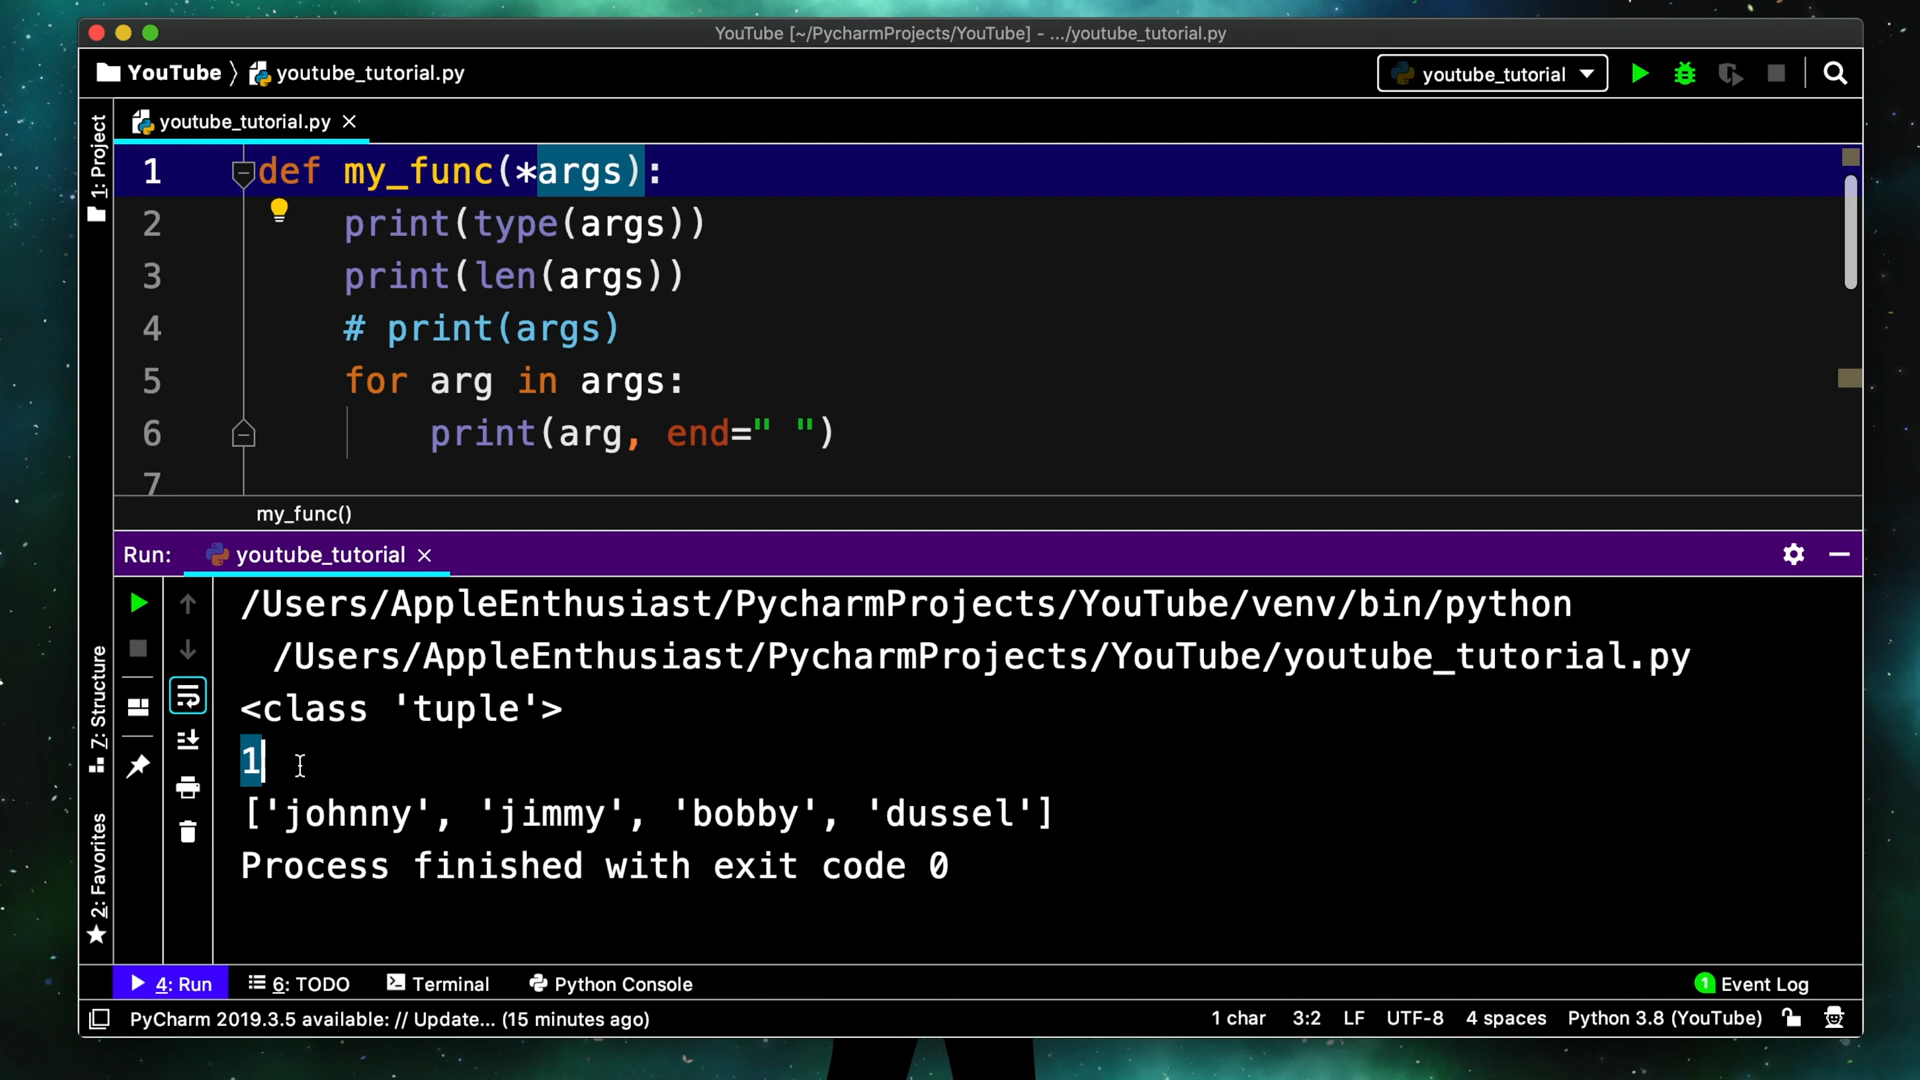 YouTube [~/PycharmProjects/YouTube] - .../youtube_tutorial.py
YouTube
youtube_tutorial.py
youtube_tutorial
youtube_tutorial.py
1: Project
1 def my_func(*args):
2 print(type(args))
3 print(len(args))
4 # print(args)
5 for arg in args:
6 print(arg, end=" ")
7
my_func()
Run: youtube_tutorial
/Users/AppleEnthusiast/PycharmProjects/YouTube/venv/bin/python
/Users/AppleEnthusiast/PycharmProjects/YouTube/youtube_tutorial.py
<class 'tuple'>
1
['johnny', 'jimmy', 'bobby', 'dussel']
Process finished with exit code 0
7: Structure
2: Favorites
4: Run
6: TODO
Terminal
Python Console
1 Event Log
PyCharm 2019.3.5 available: // Update... (15 minutes ago)
1 char
3:2
LF
UTF-8
4 spaces
Python 3.8 (YouTube)